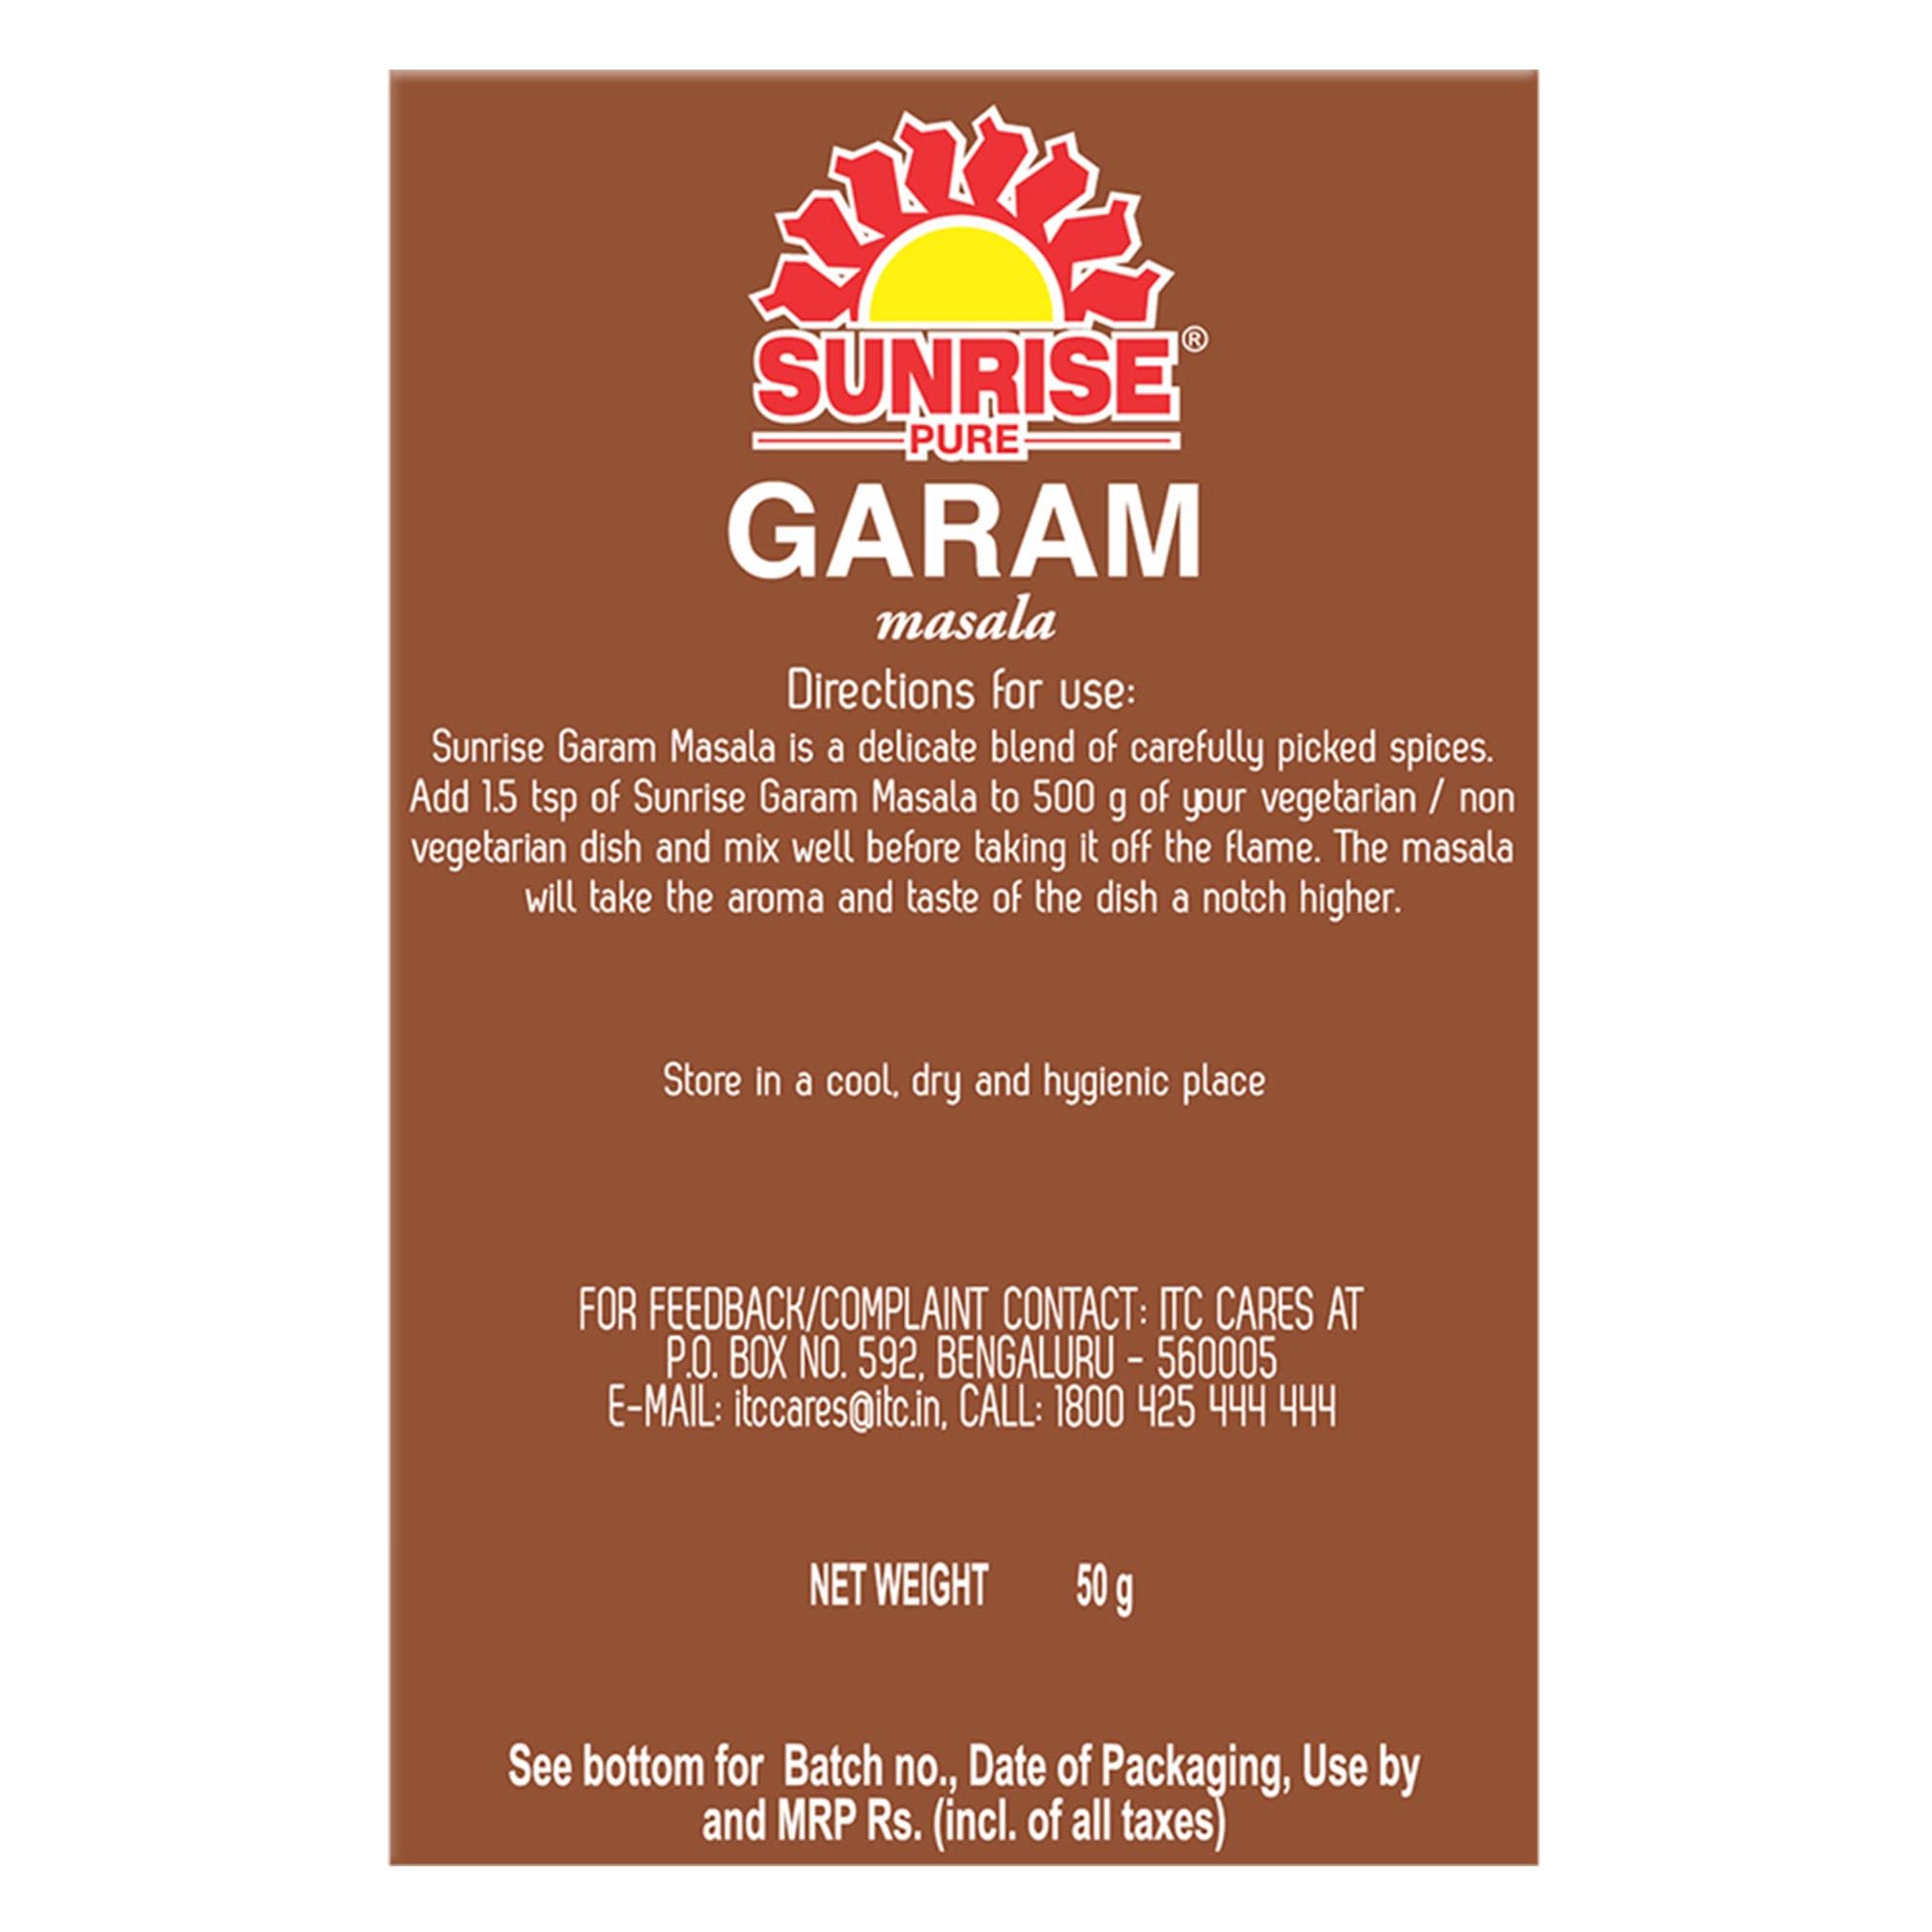 SUNRISE®
PURE
GARAM
masala
Directions for use:
Sunrise Garam Masala is a delicate blend of carefully picked spices.
Add 1.5 tsp of Sunrise Garam Masala to 500 g of your vegetarian / non
vegetarian dish and mix well before taking it off the flame. The masala
will take the aroma and taste of the dish a notch higher.
Store in a cool, dry and hygienic place
FOR FEEDBACK/COMPLAINT CONTACT: ITC CARES AT
P.O. BOX NO. 592, BENGALURU - 560005
E-MAIL: itccares@itc.in, CALL: 1800 425 444 444
NET WEIGHT 50 g
See bottom for Batch no., Date of Packaging, Use by
and MRP Rs. (incl. of all taxes)